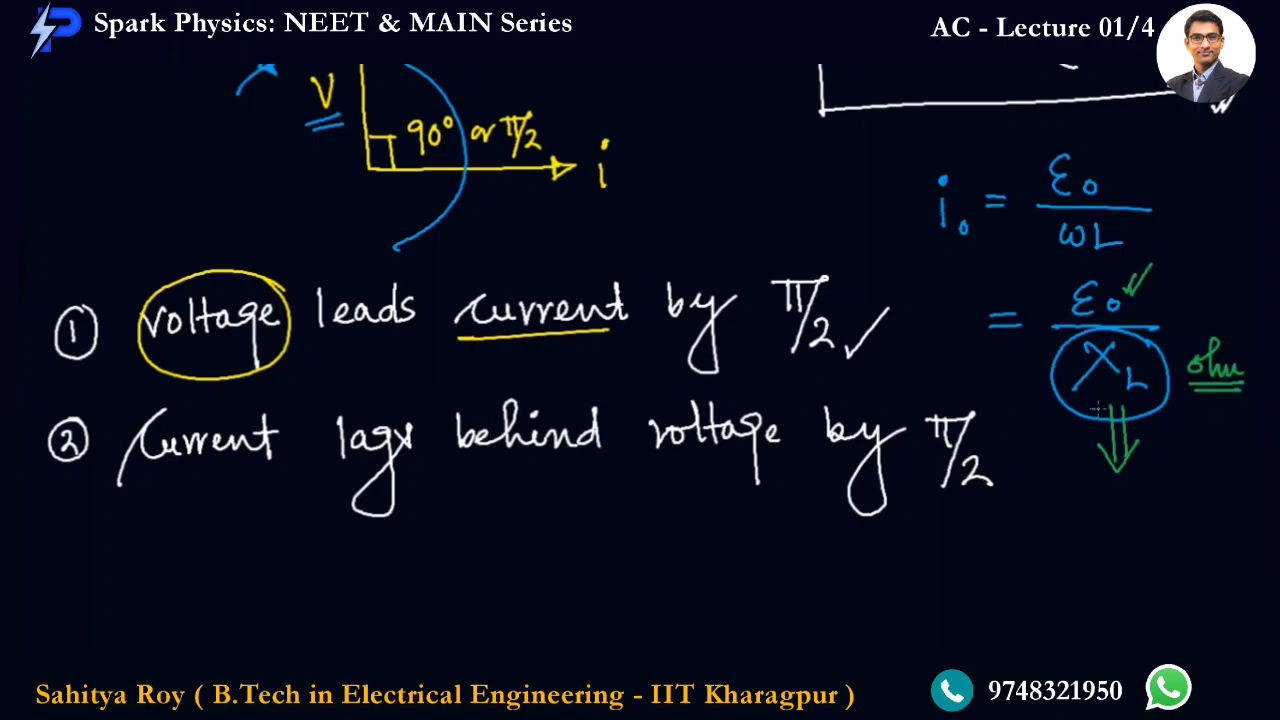 Spark Physics: NEET & MAIN Series
AC - Lecture 01/4
V
90° or π/2
i
i₀ = ε₀ / ωL
= ε₀ / X_L
ohm
① voltage leads current by π/2
② Current lags behind voltage by π/2
Sahitya Roy ( B.Tech in Electrical Engineering - IIT Kharagpur )
9748321950